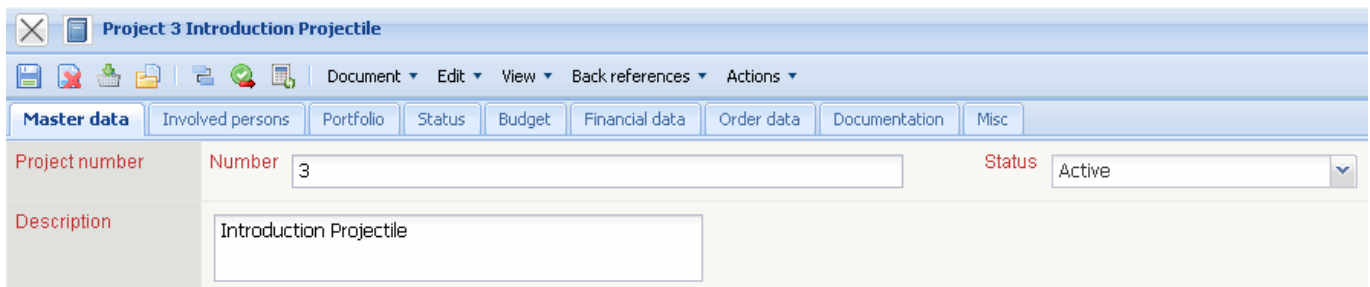 Project 3 Introduction Projectile
Document Edit View Back references Actions
Master data Involved persons Portfolio Status Budget Financial data Order data Documentation Misc
Project number Number 3 Status Active
Description Introduction Projectile